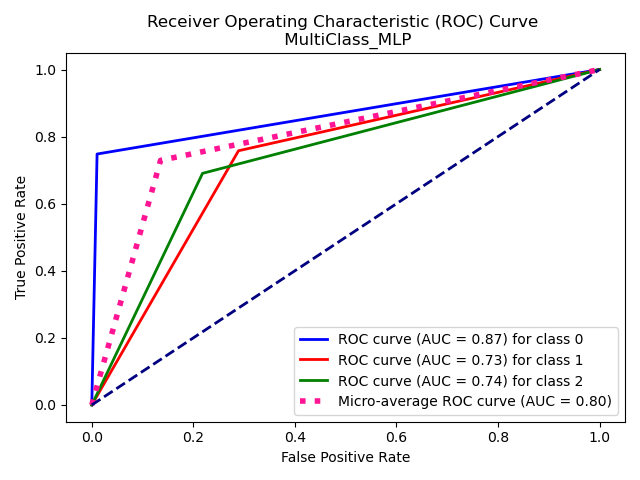 Receiver Operating Characteristic (ROC) Curve
MultiClass_MLP
True Positive Rate
1.0
0.8
0.6
0.4
0.2
0.0
ROC curve (AUC = 0.87) for class 0
ROC curve (AUC = 0.73) for class 1
ROC curve (AUC = 0.74) for class 2
Micro-average ROC curve (AUC = 0.80)
0.0 0.2 0.4 0.6 0.8 1.0
False Positive Rate